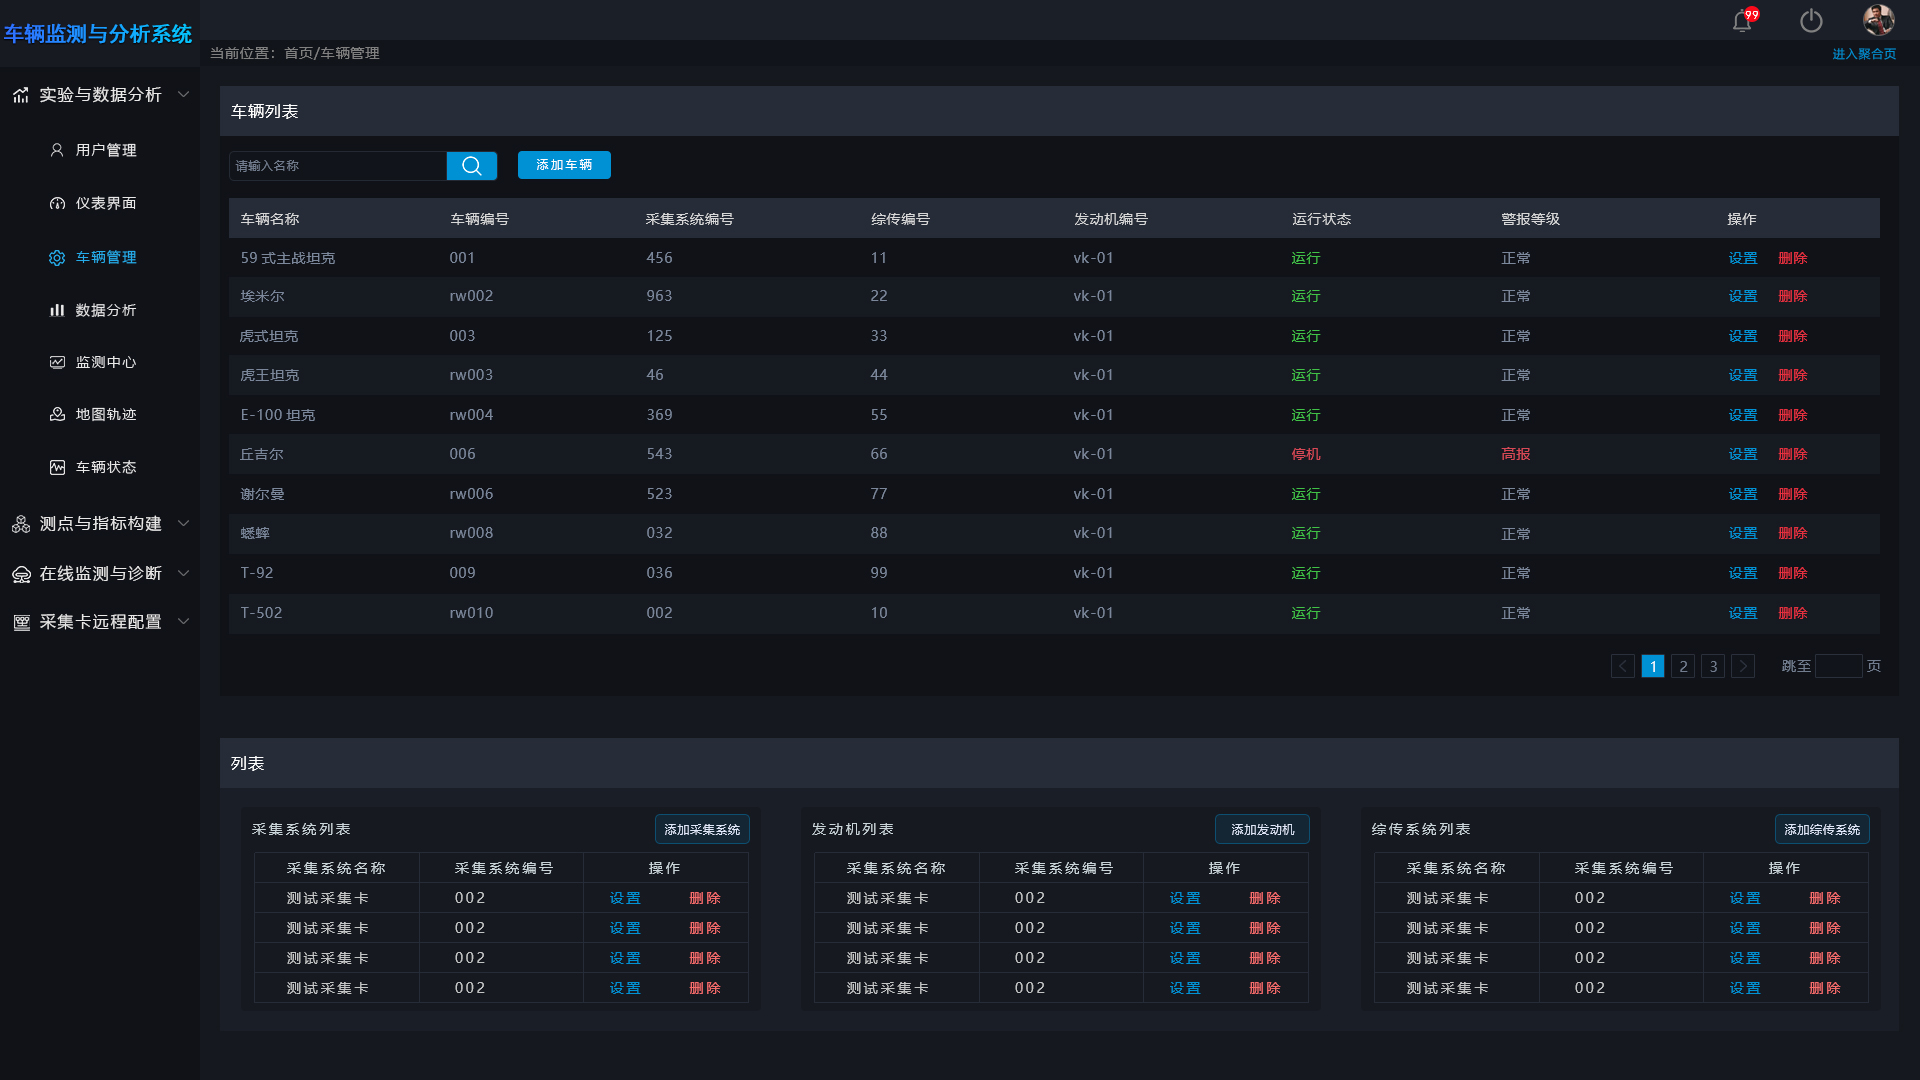 车辆监测与分析系统
99
当前位置：首页/车辆管理
进入聚合页
实验与数据分析
用户管理
仪表界面
车辆管理
数据分析
监测中心
地图轨迹
车辆状态
测点与指标构建
在线监测与诊断
采集卡远程配置
车辆列表
请输入名称 添加车辆
车辆名称 车辆编号 采集系统编号 综传编号 发动机编号 运行状态 警报等级 操作
59 式主战坦克 001 456 11 vk-01 运行 正常 设置 删除
埃米尔 rw002 963 22 vk-01 运行 正常 设置 删除
虎式坦克 003 125 33 vk-01 运行 正常 设置 删除
虎王坦克 rw003 46 44 vk-01 运行 正常 设置 删除
E-100 坦克 rw004 369 55 vk-01 运行 正常 设置 删除
丘吉尔 006 543 66 vk-01 停机 高报 设置 删除
谢尔曼 rw006 523 77 vk-01 运行 正常 设置 删除
蟋蟀 rw008 032 88 vk-01 运行 正常 设置 删除
T-92 009 036 99 vk-01 运行 正常 设置 删除
T-502 rw010 002 10 vk-01 运行 正常 设置 删除
1 2 3 跳至 页
列表
采集系统列表 添加采集系统
采集系统名称 采集系统编号 操作
测试采集卡 002 设置 删除
测试采集卡 002 设置 删除
测试采集卡 002 设置 删除
测试采集卡 002 设置 删除
发动机列表 添加发动机
采集系统名称 采集系统编号 操作
测试采集卡 002 设置 删除
测试采集卡 002 设置 删除
测试采集卡 002 设置 删除
测试采集卡 002 设置 删除
综传系统列表 添加综传系统
采集系统名称 采集系统编号 操作
测试采集卡 002 设置 删除
测试采集卡 002 设置 删除
测试采集卡 002 设置 删除
测试采集卡 002 设置 删除